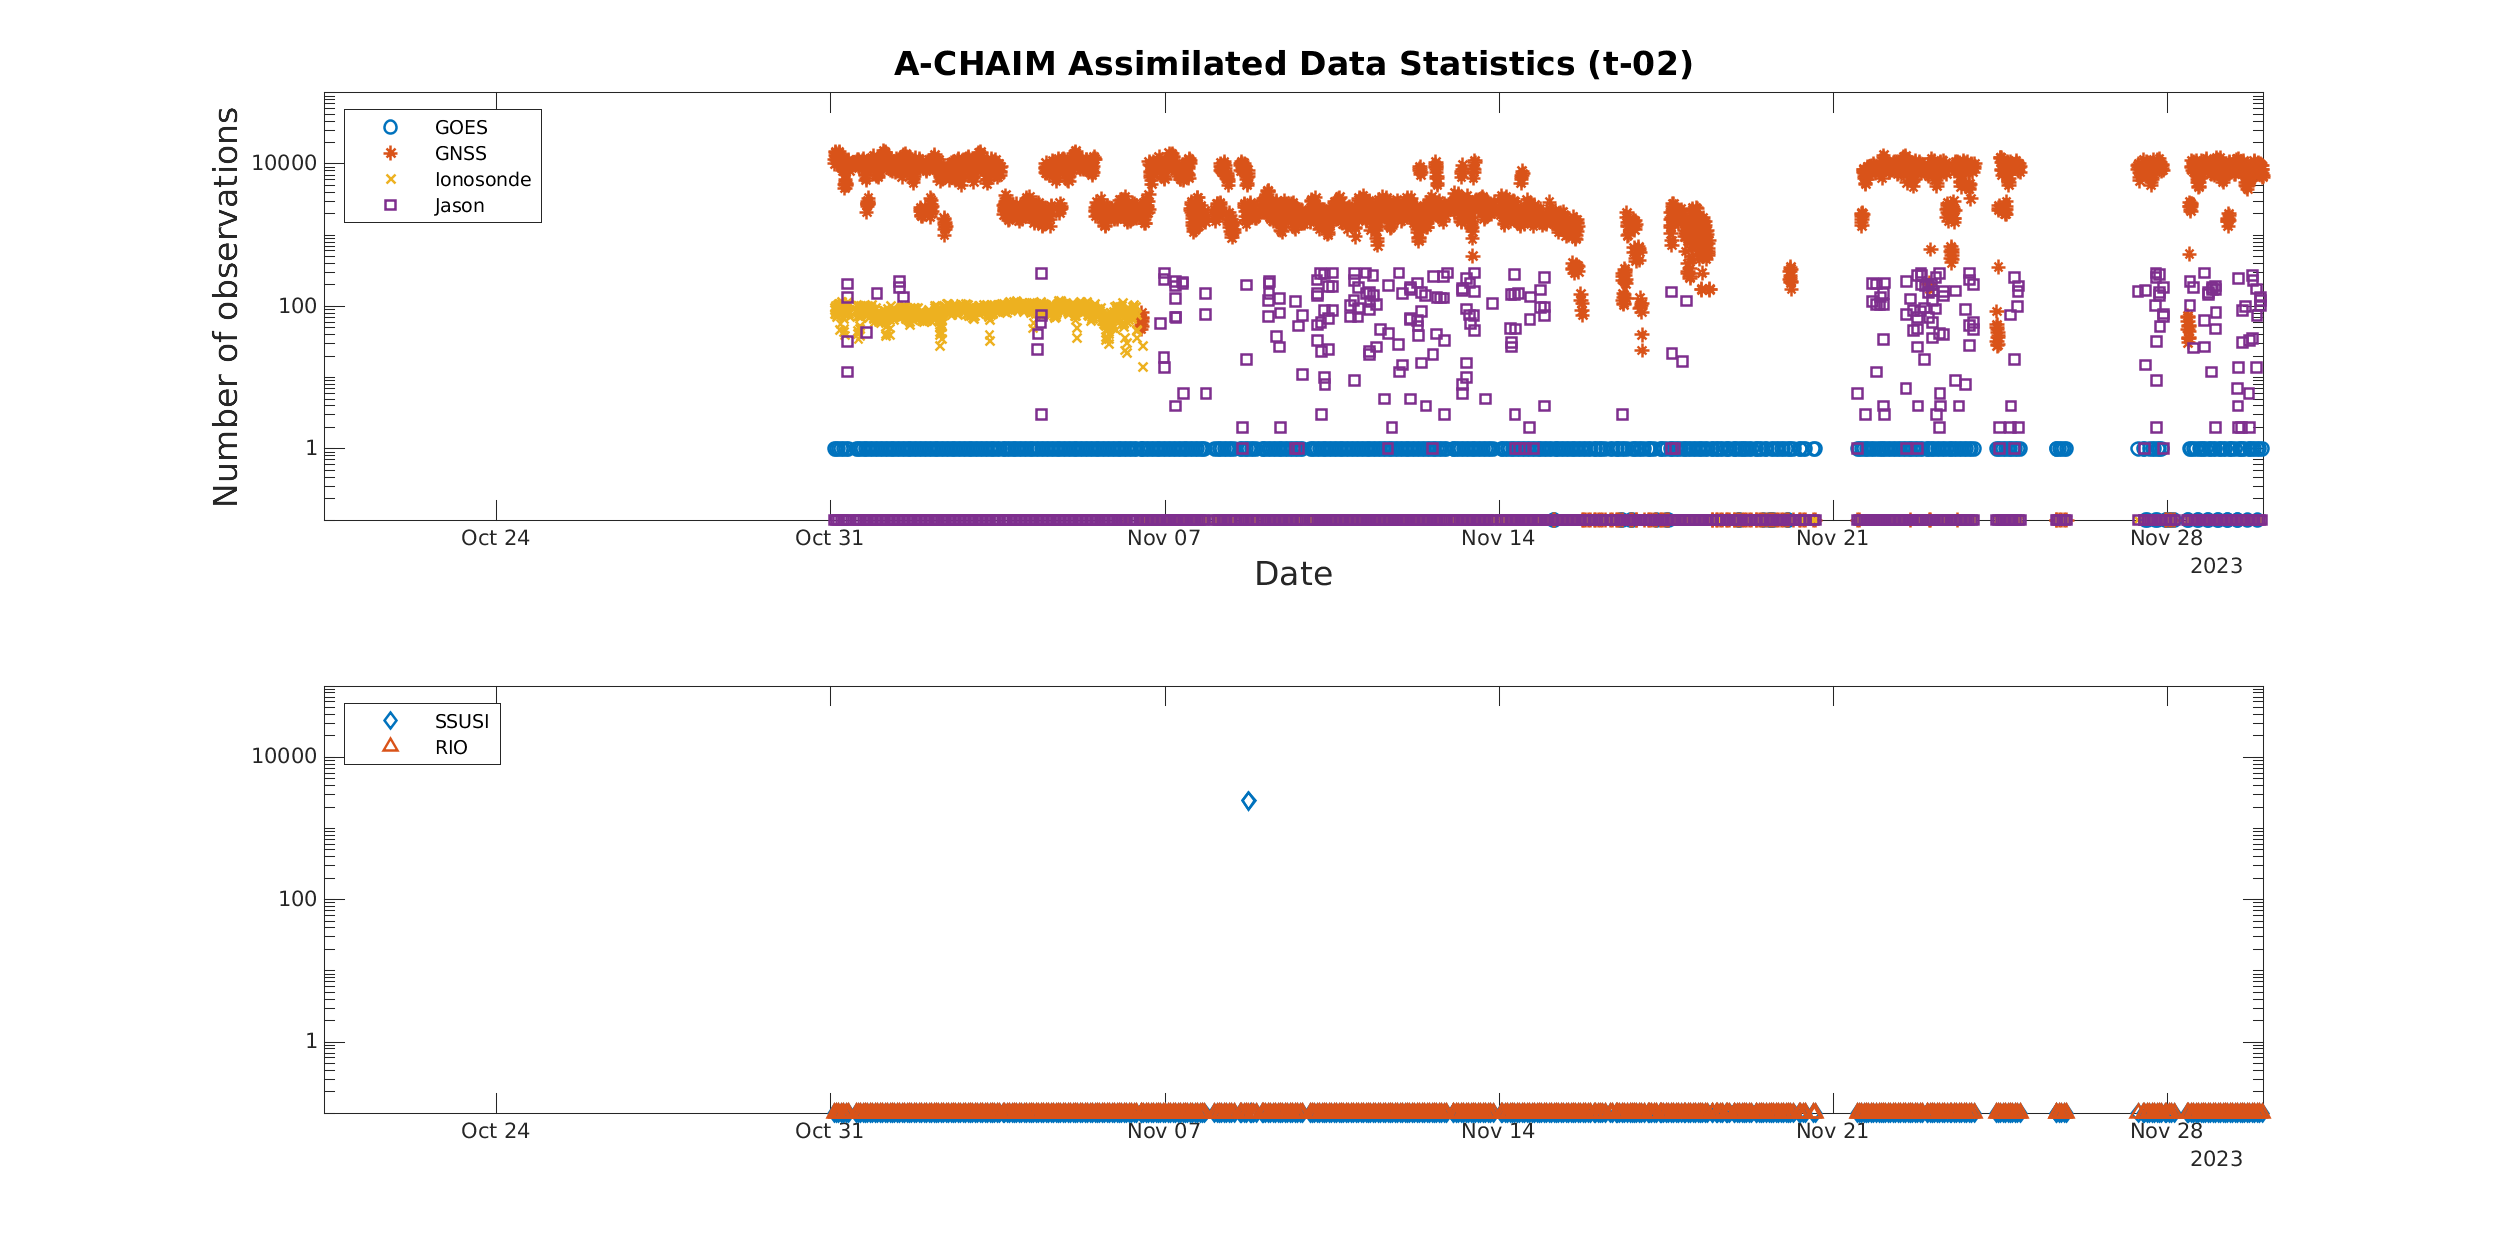 A-CHAIM Assimilated Data Statistics (t-02)
GOES
GNSS
Ionosonde
Jason
Number of observations
10000
100
1
Oct 24 Oct 31 Nov 07 Nov 14 Nov 21 Nov 28
2023
Date
SSUSI
RIO
10000
100
1
Oct 24 Oct 31 Nov 07 Nov 14 Nov 21 Nov 28
2023